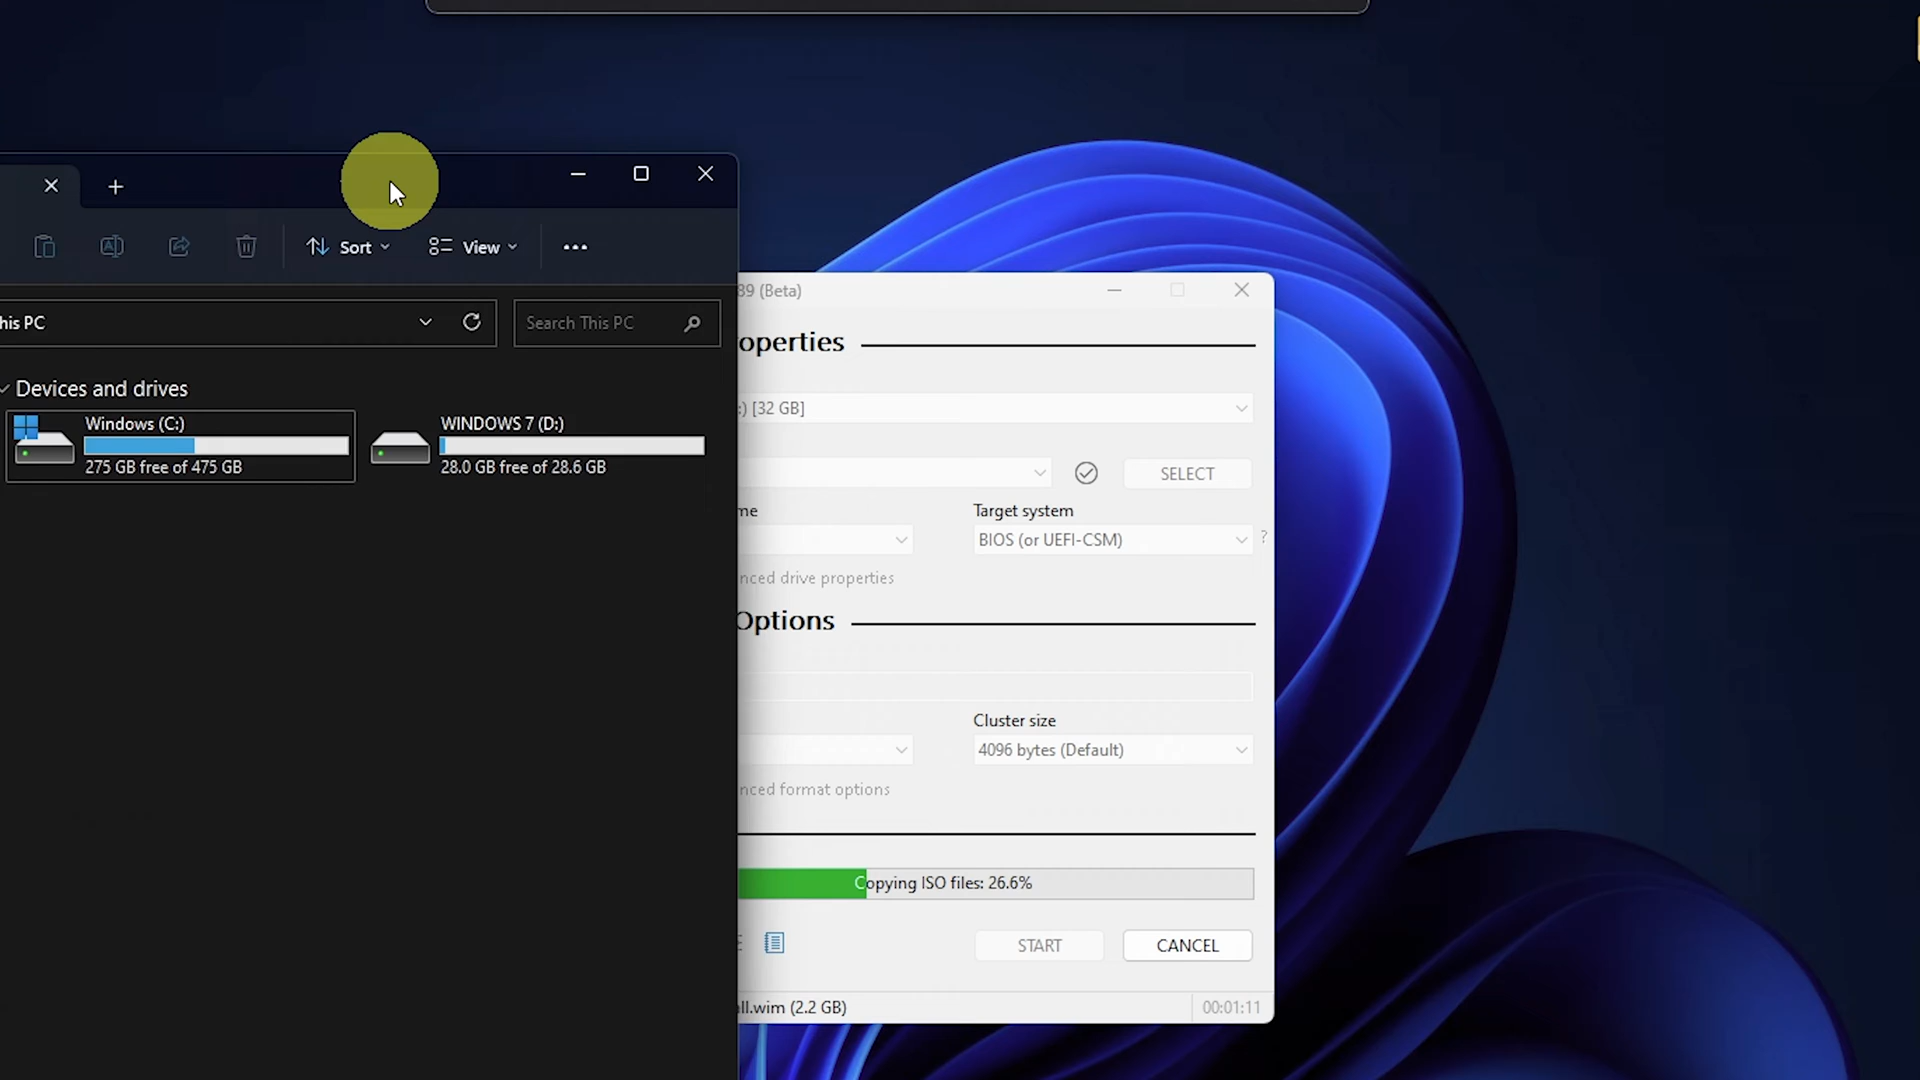 Sort
View
his PC
Search This PC
Devices and drives
Windows (C:)
275 GB free of 475 GB
WINDOWS 7 (D:)
28.0 GB free of 28.6 GB
39 (Beta)
operties
:) [32 GB]
SELECT
me
Target system
BIOS (or UEFI-CSM)
?
nced drive properties
Options
Cluster size
4096 bytes (Default)
nced format options
Copying ISO files: 26.6%
START
CANCEL
ll.wim (2.2 GB)
00:01:11